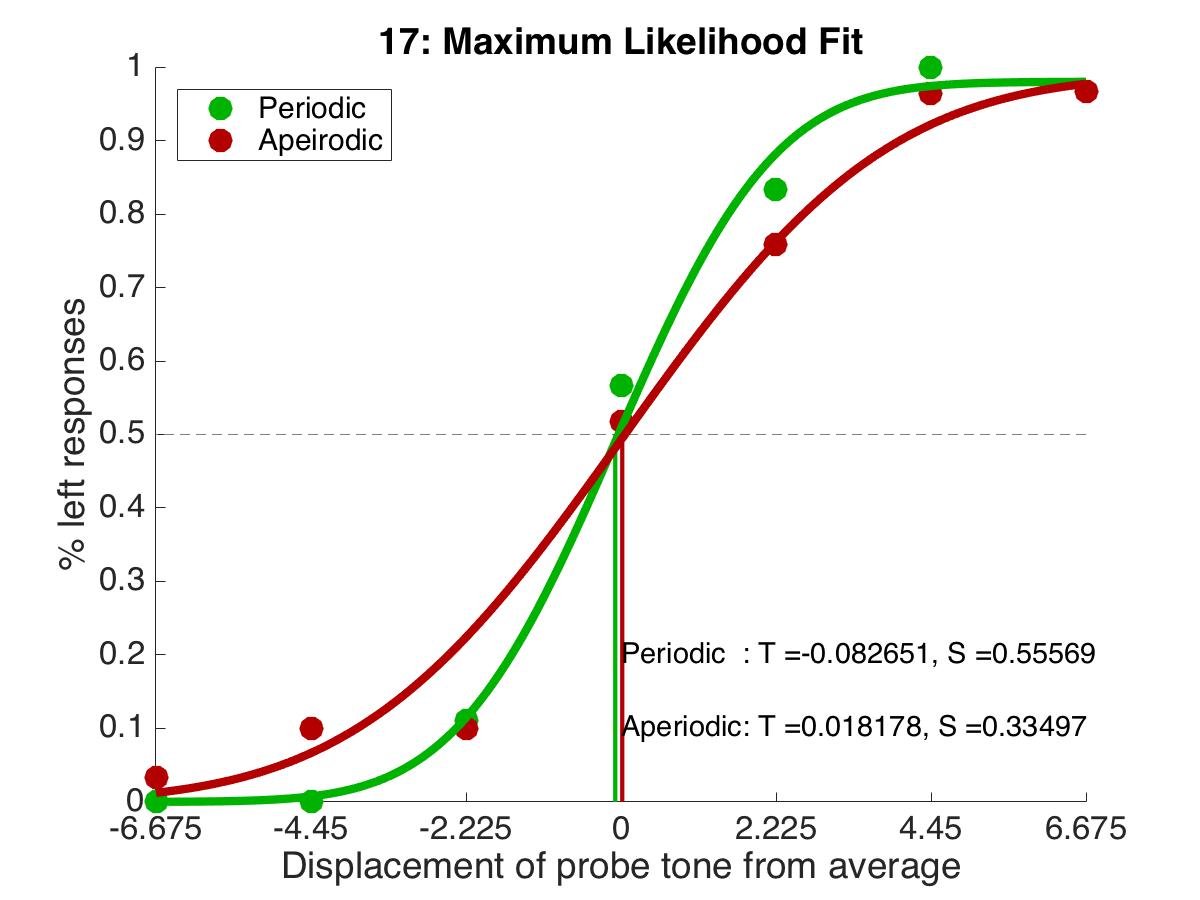 17: Maximum Likelihood Fit
1
Periodic
Apeirodic
0.9
0.8
0.7
0.6
0.5
0.4
0.3
0.2
0.1
0
% left responses
Periodic : T =-0.082651, S =0.55569
Aperiodic: T =0.018178, S =0.33497
-6.675 -4.45 -2.225 0 2.225 4.45 6.675
Displacement of probe tone from average